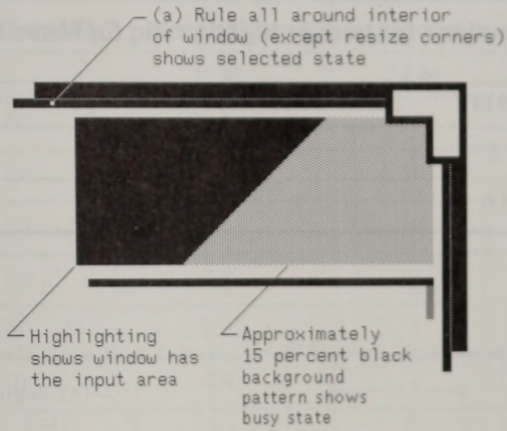 (a) Rule all around interior
of window (except resize corners)
shows selected state
Highlighting
shows window has
the input area
Approximately
15 percent black
background
pattern shows
busy state